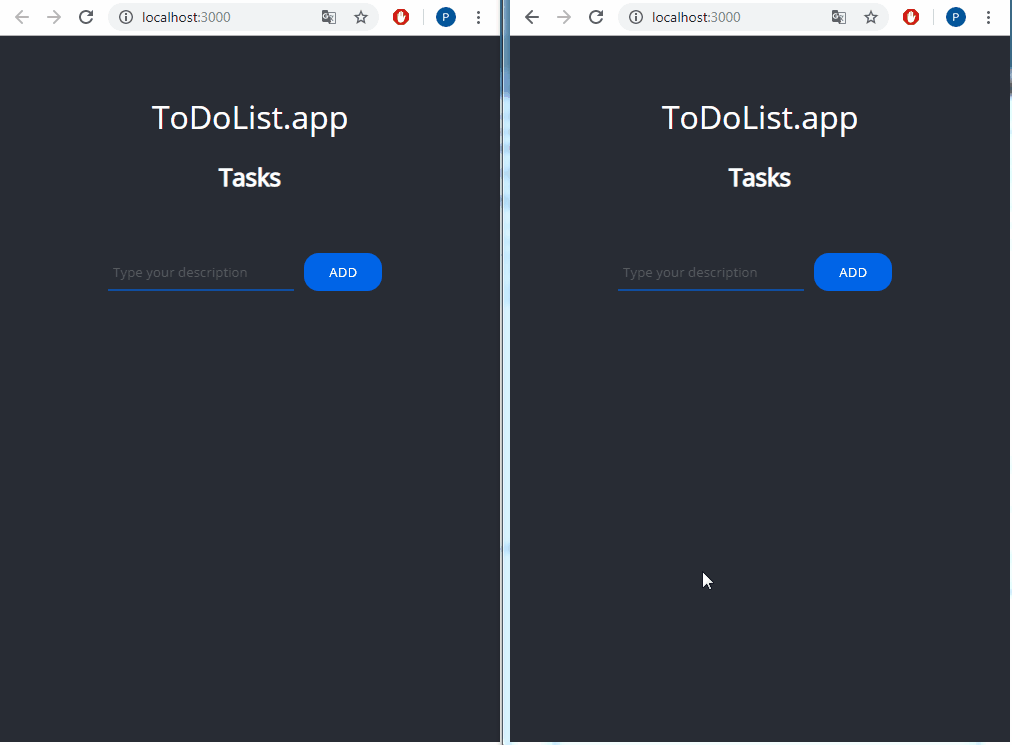 localhost:3000
P
ToDoList.app
Tasks
Type your description
ADD
localhost:3000
P
ToDoList.app
Tasks
Type your description
ADD